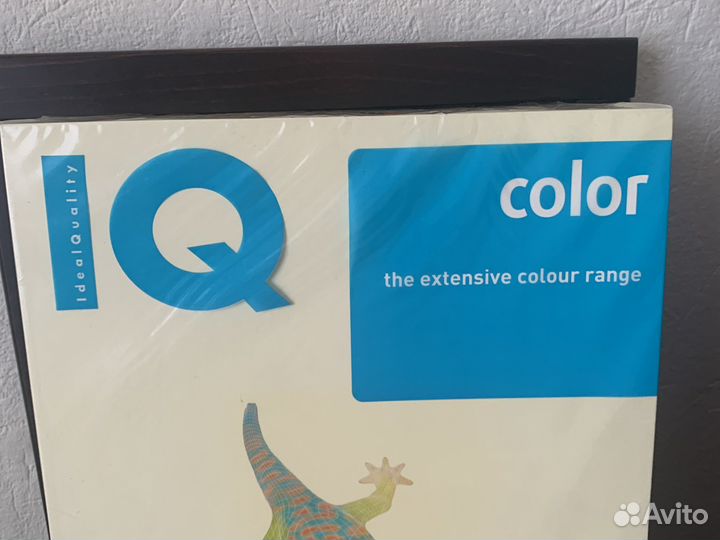 IdealQuality
IQ
color
the extensive colour range
Avito